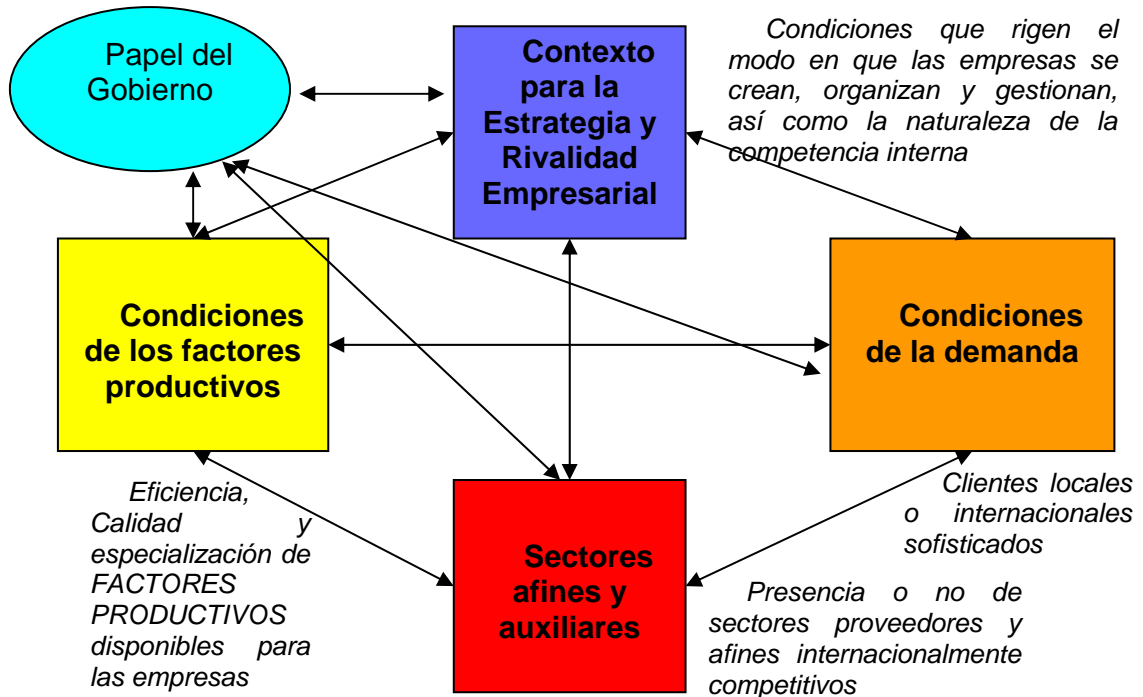 Papel del
Gobierno
Contexto
para la
Estrategia y
Rivalidad
Empresarial
Condiciones que rigen el
modo en que las empresas se
crean, organizan y gestionan,
así como la naturaleza de la
competencia interna
Condiciones
de los factores
productivos
Condiciones
de la demanda
Eficiencia,
Calidad y
especialización de
FACTORES
PRODUCTIVOS
disponibles para
las empresas
Sectores
afines y
auxiliares
Clientes locales
o internacionales
sofisticados
Presencia o no de
sectores proveedores y
afines internacionalmente
competitivos